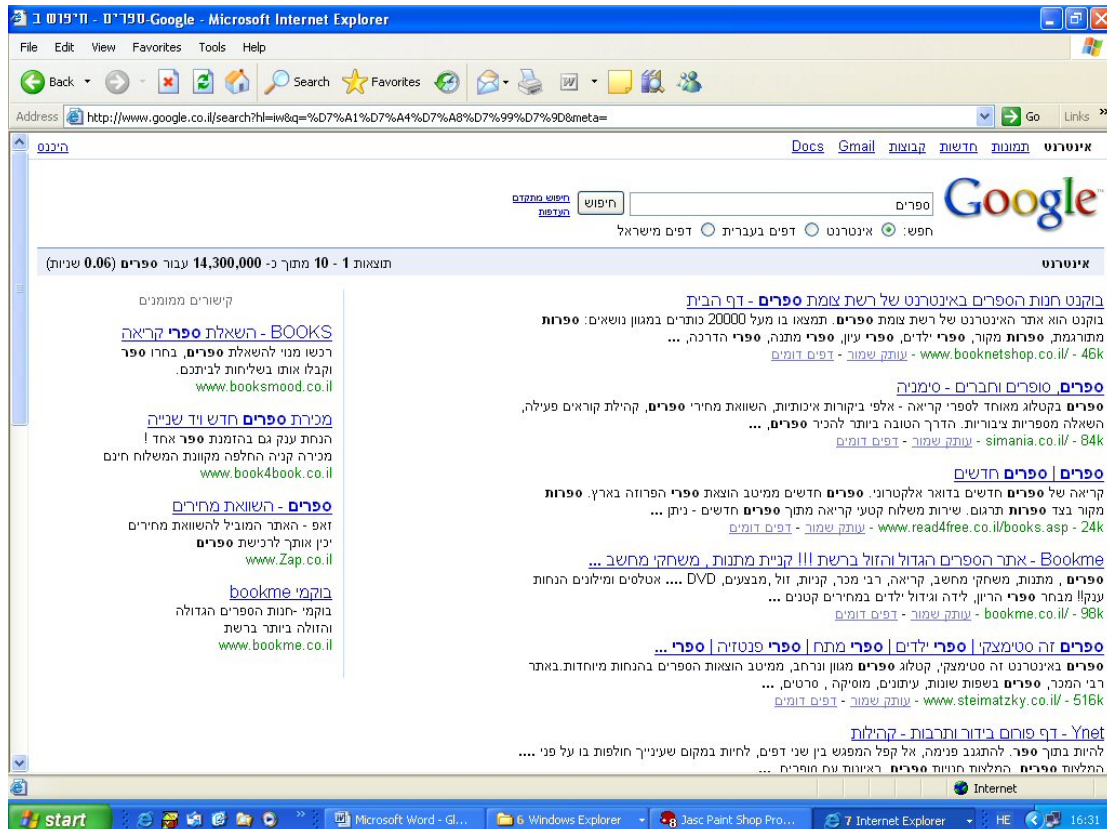 ספרים - חיפוש ב-Google - Microsoft Internet Explorer
File Edit View Favorites Tools Help
Back Search Favorites
Address http://www.google.co.il/search?hl=iw&q=%D7%A1%D7%A4%D7%A8%D7%99%D7%9D&meta= Go Links »
אינטרנט תמונות חדשות קבוצות Gmail Docs היכנס
Google ספרים חיפוש חיפוש מתקדם
העדפות
חפש: אינטרנט דפים בעברית דפים מישראל
אינטרנט תוצאות 1 - 10 מתוך כ- 14,300,000 עבור ספרים (0.06 שניות)
בוקנט חנות הספרים באינטרנט של רשת צומת ספרים - דף הבית
בוקנט הוא אתר האינטרנט של רשת צומת ספרים. תמצאו בו מעל 20000 כותרים במגוון נושאים: ספרות
מתורגמת, ספרות מקור, ספרי ילדים, ספרי עיון, ספרי מתנה, ספרי הדרכה, ...
www.booknetshop.co.il/ - 46k - עותק שמור - דפים דומים
ספרים, סופרים וחברים - סימניה
ספרים בקטלוג מאוחד לספרי קריאה - אלפי ביקורות איכותיות, השוואת מחירי ספרים, קהילת קוראים פעילה,
השאלה מספריות ציבוריות. הדרך הטובה ביותר להכיר ספרים, ...
simania.co.il/ - 84k - עותק שמור - דפים דומים
ספרים | ספרים חדשים
קריאה של ספרים חדשים בדואר אלקטרוני. ספרים חדשים ממיטב הוצאת ספרי הפרוזה בארץ. ספרות
מקור בצד ספרות תרגום. שירות משלוח קטעי קריאה מתוך ספרים חדשים - ניתן ...
www.read4free.co.il/books.asp - 24k - עותק שמור - דפים דומים
Bookme - אתר הספרים הגדול והזול ברשת !!! קניית מתנות , משחקי מחשב ...
ספרים , מתנות, משחקי מחשב, קריאה, רבי מכר, קניות, זול ,מבצעים, DVD .... אטלסים ומילונים הנחות
ענק!! מבחר ספרי הריון, לידה וגידול ילדים במחירים קטנים ...
bookme.co.il/ - 98k - עותק שמור - דפים דומים
ספרים זה סטימצקי | ספרי ילדים | ספרי מתח | ספרי פנטזיה | ספרי ...
ספרים באינטרנט זה סטימצקי, קטלוג ספרים מגוון ונרחב, ממיטב הוצאות הספרים בהנחות מיוחדות.באתר
רבי המכר, ספרים בשפות שונות, עיתונים, מוסיקה , סרטים, ...
www.steimatzky.co.il/ - 516k - עותק שמור - דפים דומים
Ynet - דף פורום בידור ותרבות - קהילות
להיות בתוך ספר. להתגנב פנימה, אל קפל המפגש בין שני דפים, לחיות במקום שעינייך חולפות בו על פני ....
המלצות ספרים, המלצות חנויות ספרים, ראיונות עם סופרים ...
קישורים ממומנים
BOOKS - השאלת ספרי קריאה
רכשו מנוי להשאלת ספרים, בחרו ספר
וקבלו אותו בשליחות לביתכם.
www.booksmood.co.il
מכירת ספרים חדש ויד שנייה
הנחת ענק גם בהזמנת ספר אחד !
מכירה קניה החלפה מקוונת המשלוח חינם
www.book4book.co.il
ספרים - השוואת מחירים
זאפ - האתר המוביל להשוואת מחירים
יכין אותך לרכישת ספרים
www.Zap.co.il
בוקמי bookme
בוקמי -חנות הספרים הגדולה
והזולה ביותר ברשת
www.bookme.co.il
Internet
start » Microsoft Word - Gl... 6 Windows Explorer Jasc Paint Shop Pro... 7 Internet Explorer HE 16:31